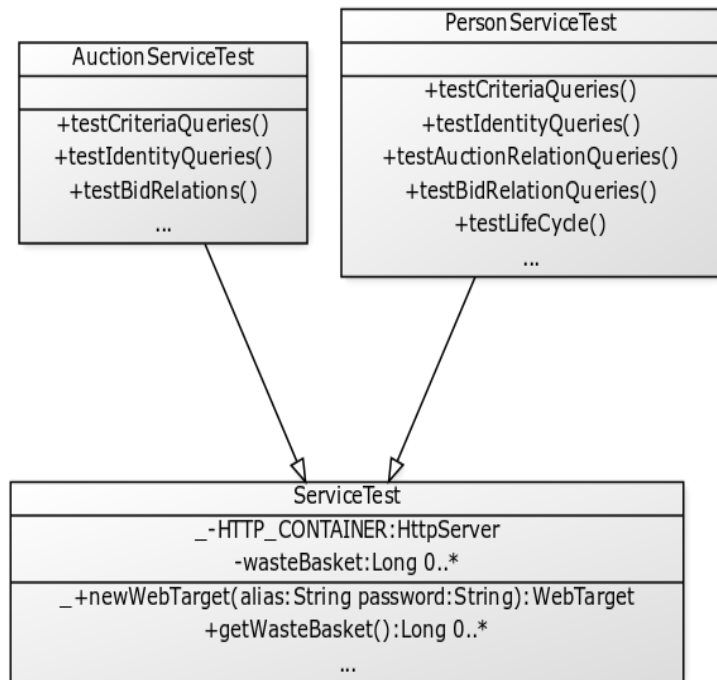 AuctionServiceTest
+testCriteriaQueries()
+testIdentityQueries()
+testBidRelations()
...
PersonServiceTest
+testCriteriaQueries()
+testIdentityQueries()
+testAuctionRelationQueries()
+testBidRelationQueries()
+testLifeCycle()
...
ServiceTest
_-HTTP_CONTAINER:HttpServer
-wasteBasket:Long 0..*
_+newWebTarget(alias:String password:String):WebTarget
+getWasteBasket():Long 0..*
...